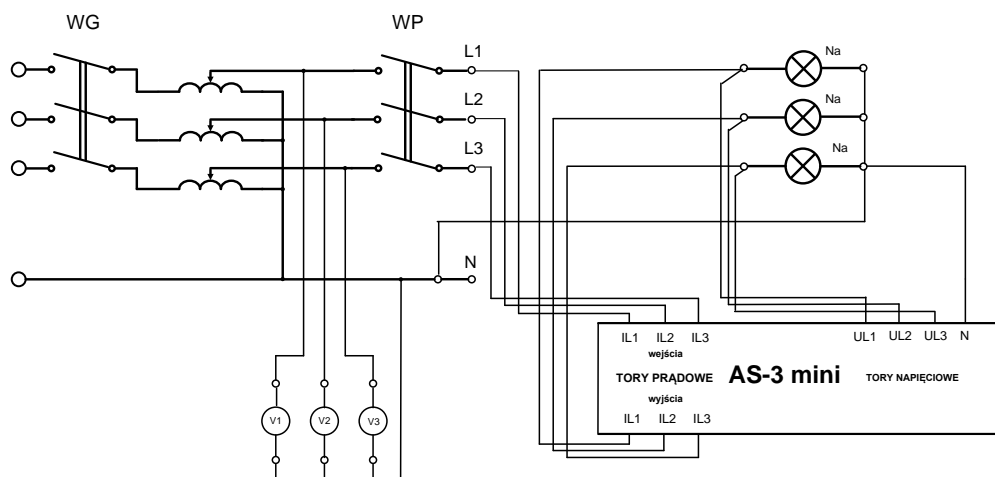 WG
WP
L1
L2
L3
N
Na
Na
Na
V1
V2
V3
IL1 IL2 IL3
wejścia
TORY PRĄDOWE
wyjścia
IL1 IL2 IL3
AS-3 mini
UL1 UL2 UL3 N
TORY NAPIĘCIOWE